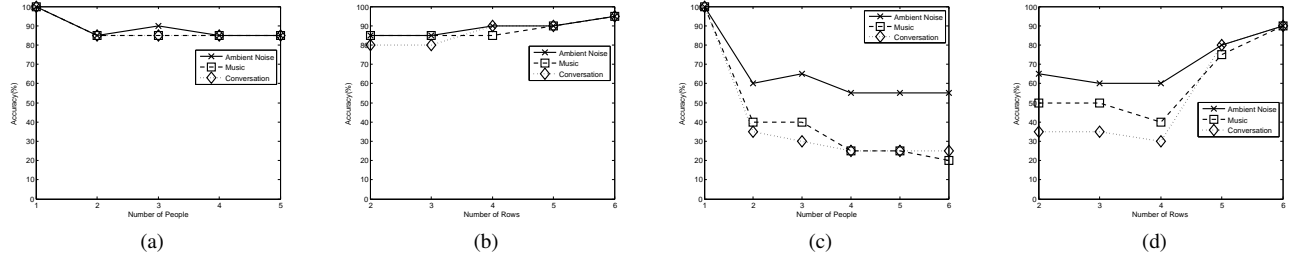 100
90
80
70
60
50
40
30
20
10
0
Accuracy(%)
1 2 3 4 5
Number of People
Ambient Noise
Music
Conversation
(a)
100
90
80
70
60
50
40
30
20
10
0
Accuracy(%)
2 3 4 5 6
Number of Rows
Ambient Noise
Music
Conversation
(b)
100
90
80
70
60
50
40
30
20
10
0
Accuracy(%)
1 2 3 4 5 6
Number of People
Ambient Noise
Music
Conversation
(c)
100
90
80
70
60
50
40
30
20
10
0
Accuracy(%)
2 3 4 5 6
Number of Rows
Ambient Noise
Music
Conversation
(d)